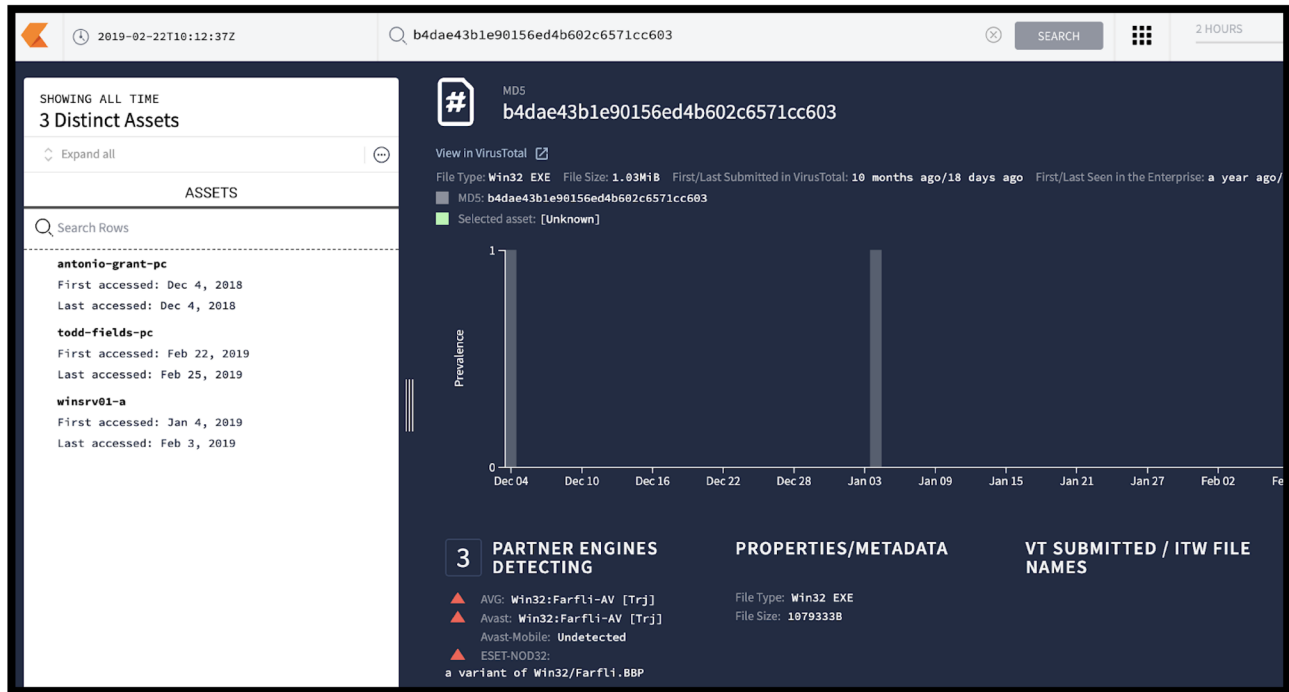 2019-02-22T10:12:37Z
b4dae43b1e90156ed4b602c6571cc603
SEARCH
2 HOURS
SHOWING ALL TIME
3 Distinct Assets
Expand all
ASSETS
Search Rows
antonio-grant-pc
First accessed: Dec 4, 2018
Last accessed: Dec 4, 2018
todd-fields-pc
First accessed: Feb 22, 2019
Last accessed: Feb 25, 2019
winsrv01-a
First accessed: Jan 4, 2019
Last accessed: Feb 3, 2019
#
MD5
b4dae43b1e90156ed4b602c6571cc603
View in VirusTotal
File Type: Win32 EXE File Size: 1.03MiB First/Last Submitted in VirusTotal: 10 months ago/18 days ago First/Last Seen in the Enterprise: a year ago/
MD5: b4dae43b1e90156ed4b602c6571cc603
Selected asset: [Unknown]
1
Prevalence
0
Dec 04 Dec 10 Dec 16 Dec 22 Dec 28 Jan 03 Jan 09 Jan 15 Jan 21 Jan 27 Feb 02 Fe
3
PARTNER ENGINES
DETECTING
AVG: Win32:Farfli-AV [Trj]
Avast: Win32:Farfli-AV [Trj]
Avast-Mobile: Undetected
ESET-NOD32:
a variant of Win32/Farfli.BBP
PROPERTIES/METADATA
File Type: Win32 EXE
File Size: 1079333B
VT SUBMITTED / ITW FILE
NAMES